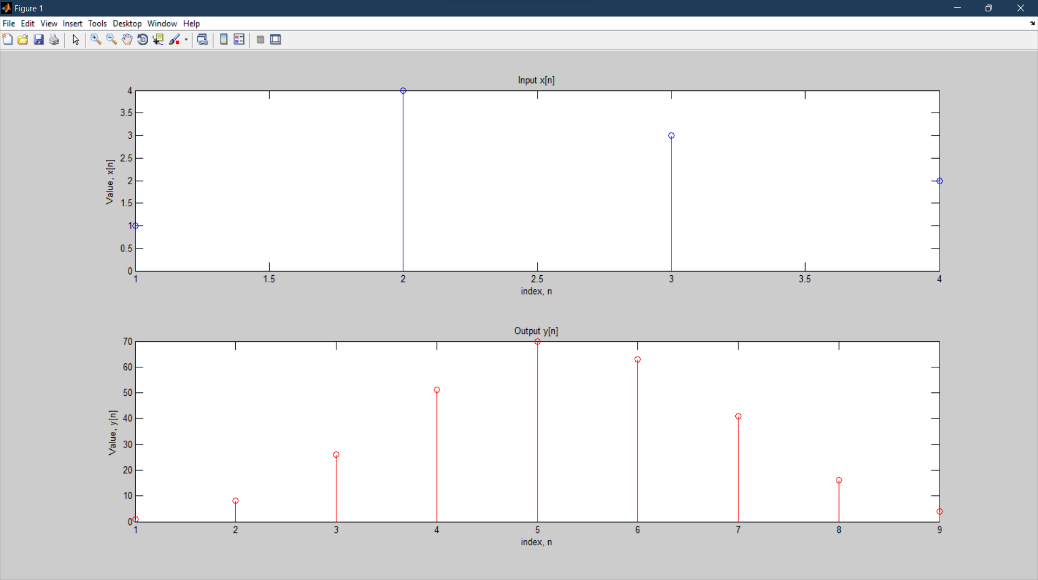 Figure 1
File Edit View Insert Tools Desktop Window Help
Input x[n]
Value, x[n]
4
3.5
3
2.5
2
1.5
1
0.5
0
1 1.5 2 2.5 3 3.5 4
index, n
Output y[n]
Value, y[n]
70
60
50
40
30
20
10
0
1 2 3 4 5 6 7 8 9
index, n